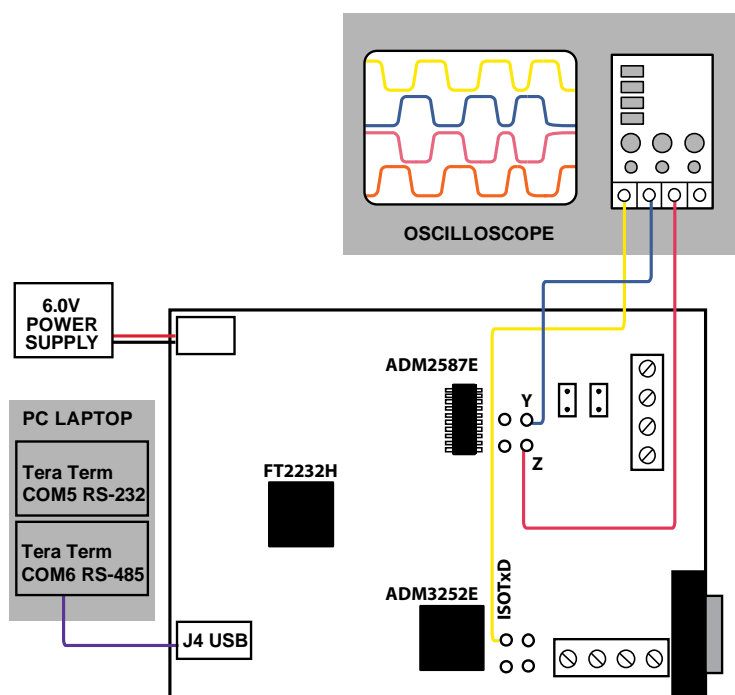 OSCILLOSCOPE
6.0V
POWER
SUPPLY
ADM2587E
Y
Z
PC LAPTOP
Tera Term
COM5 RS-232
Tera Term
COM6 RS-485
FT2232H
ADM3252E
ISOTxD
J4 USB